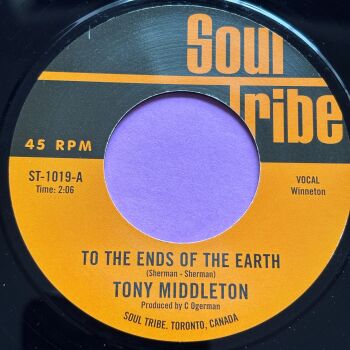 Soul
Tribe
45 RPM
ST-1019-A
Time: 2:06
VOCAL
Winneton
TO THE ENDS OF THE EARTH
(Sherman - Sherman)
TONY MIDDLETON
Produced by C Ogerman
SOUL TRIBE. TORONTO, CANADA